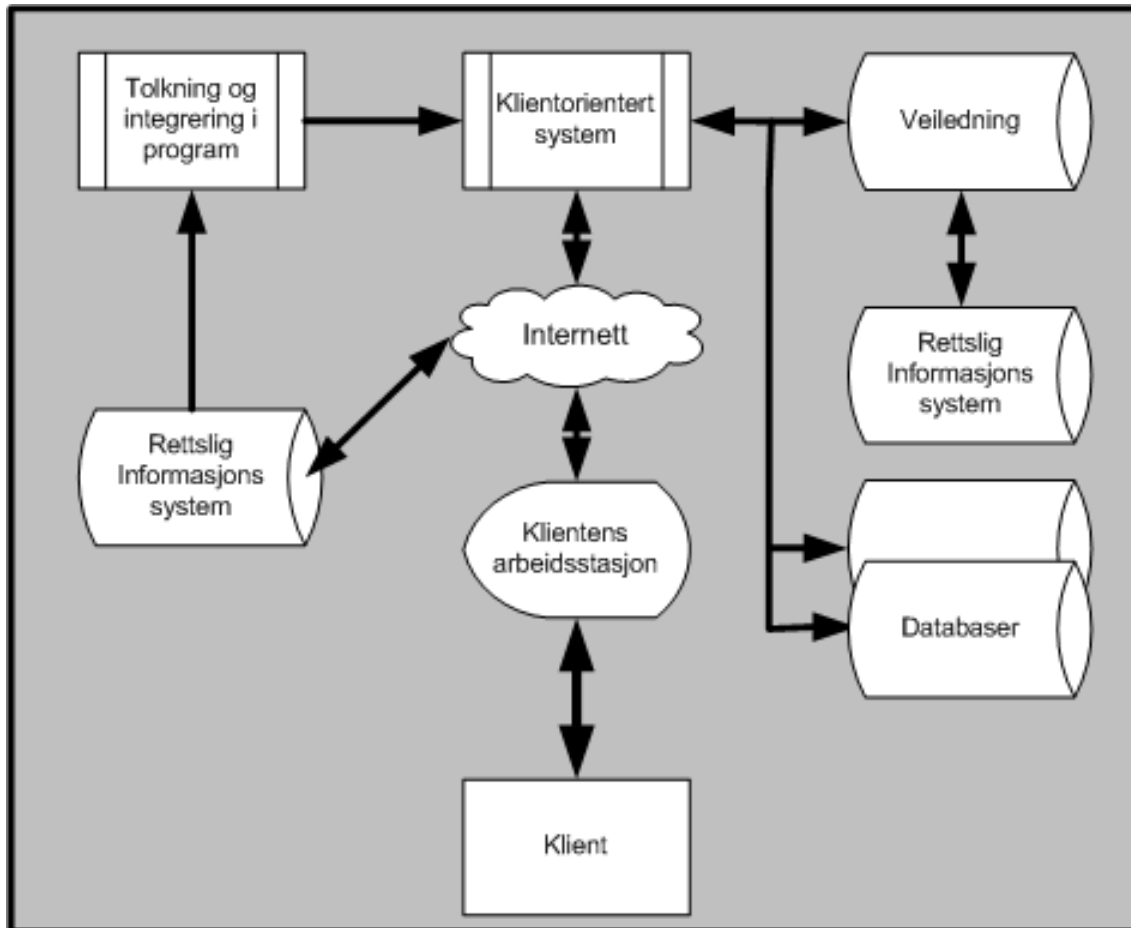 Tolkning og
integrering i
program
Klientorientert
system
Veiledning
Internett
Rettslig
Informasjons
system
Rettslig
Informasjons
system
Klientens
arbeidsstasjon
Databaser
Klient